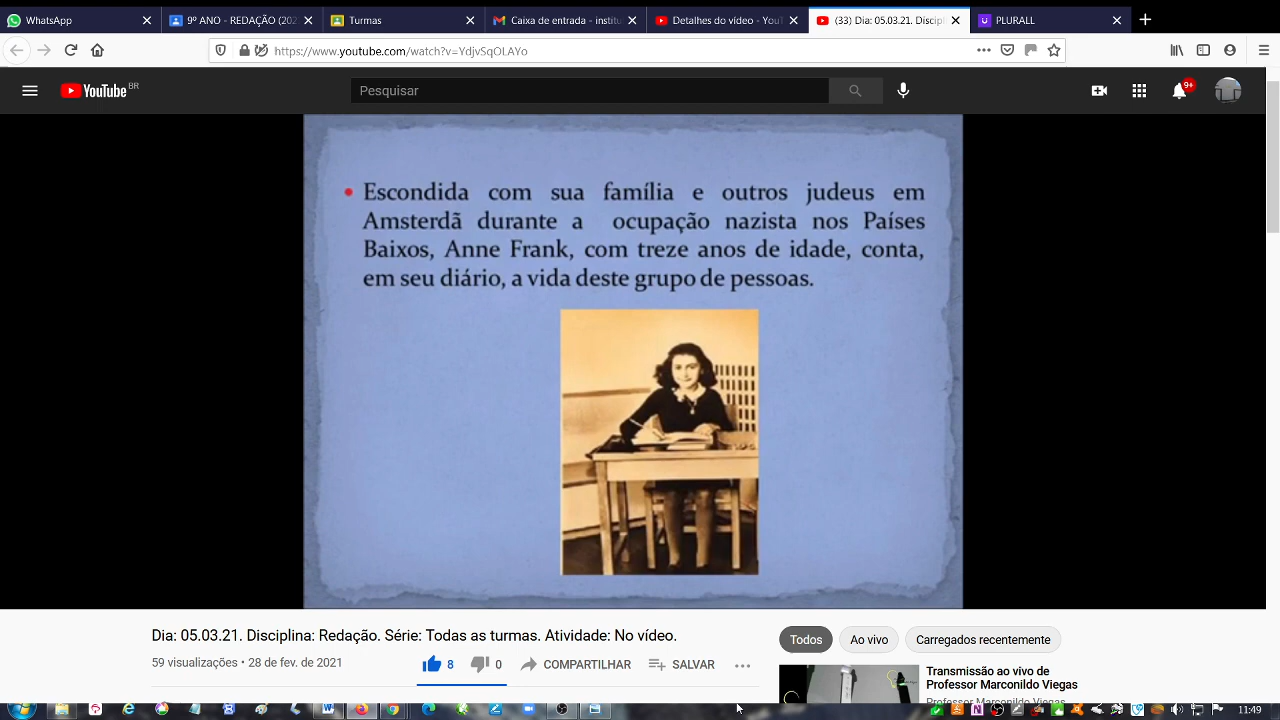 WhatsApp
9º ANO - REDAÇÃO (202
Turmas
Caixa de entrada - institu
Detalhes do vídeo - YouT
(33) Dia: 05.03.21. Discipl
PLURALL
https://www.youtube.com/watch?v=YdjvSqOLAYo
YouTube BR
Pesquisar
9+
Escondida com sua família e outros judeus em
Amsterdã durante a ocupação nazista nos Países
Baixos, Anne Frank, com treze anos de idade, conta,
em seu diário, a vida deste grupo de pessoas.
Dia: 05.03.21. Disciplina: Redação. Série: Todas as turmas. Atividade: No vídeo.
59 visualizações • 28 de fev. de 2021
8
0
COMPARTILHAR
SALVAR
Todos
Ao vivo
Carregados recentemente
Transmissão ao vivo de
Professor Marconildo Viegas
Professor Marconildo Viegas
11:49